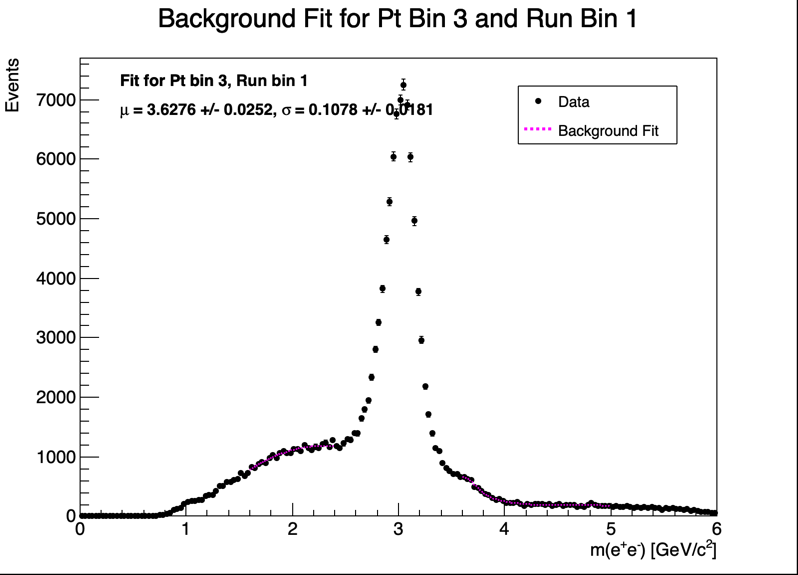 Background Fit for Pt Bin 3 and Run Bin 1
Events
Fit for Pt bin 3, Run bin 1
μ = 3.6276 +/- 0.0252, σ = 0.1078 +/- 0.0181
Data
Background Fit
7000
6000
5000
4000
3000
2000
1000
0
0 1 2 3 4 5 6
m(e⁺e⁻) [GeV/c²]